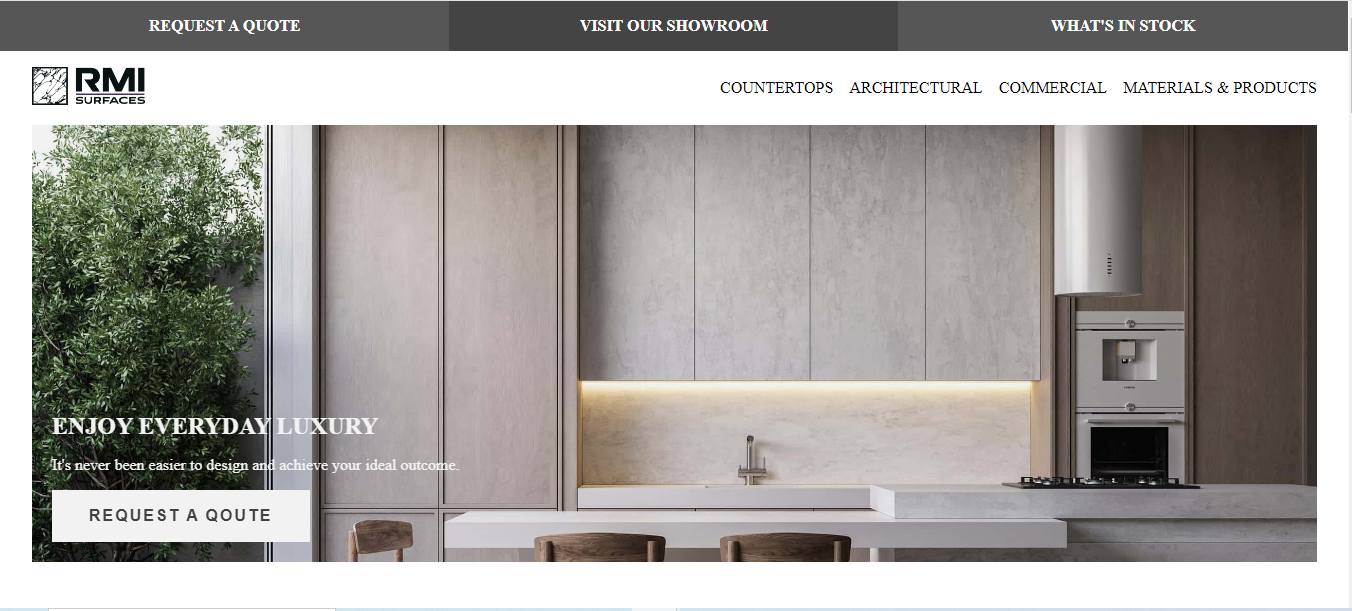 REQUEST A QUOTE
VISIT OUR SHOWROOM
WHAT'S IN STOCK
RMI
SURFACES
COUNTERTOPS ARCHITECTURAL COMMERCIAL MATERIALS & PRODUCTS
ENJOY EVERYDAY LUXURY
It's never been easier to design and achieve your ideal outcome.
REQUEST A QOUTE